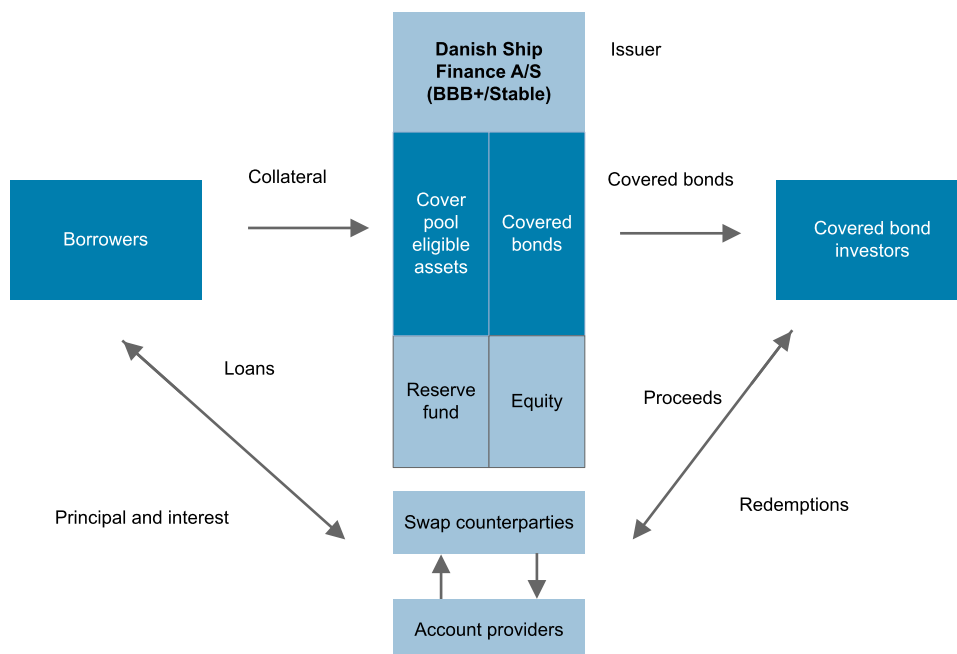 Danish Ship
Finance A/S
(BBB+/Stable)
Issuer
Collateral
Covered bonds
Borrowers
Cover
pool
eligible
assets
Covered
bonds
Covered bond
investors
Loans
Reserve
fund
Equity
Proceeds
Principal and interest
Swap counterparties
Redemptions
Account providers